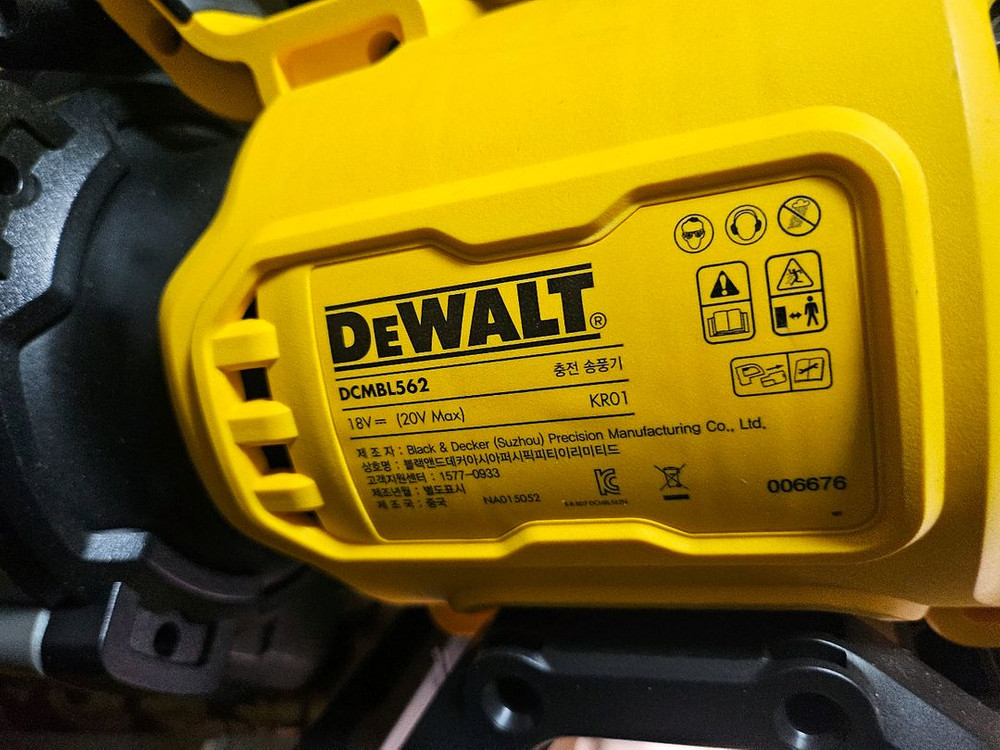 DEWALT®
DCMBL562 충전 송풍기
18V⎓ (20V Max) KR01
제 조 자 : Black & Decker (Suzhou) Precision Manufacturing Co., Ltd.
상호명 : 블랙앤드데커아시아퍼시픽피티이리미티드
고객지원센터 : 1577-0933
제조년월 : 별도표시
제 조 국 : 중국 NA015052
006676